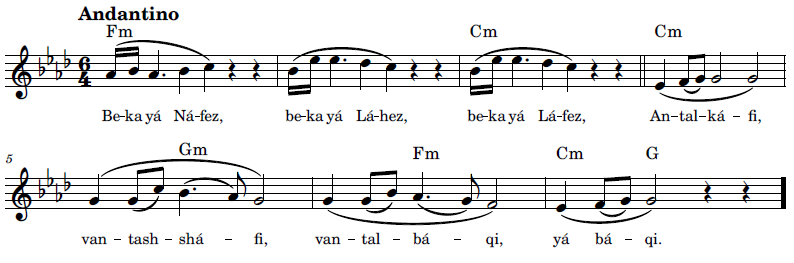 Andantino
Fm Cm Cm
6
4
Be-ka yá Ná-fez, be-ka yá Lá-hez, be-ka yá Lá-fez, An-tal-ká - fi,
5
Gm Fm Cm G
van - tash - shá - fi, van - tal - bá - qi, yá bá - qi.